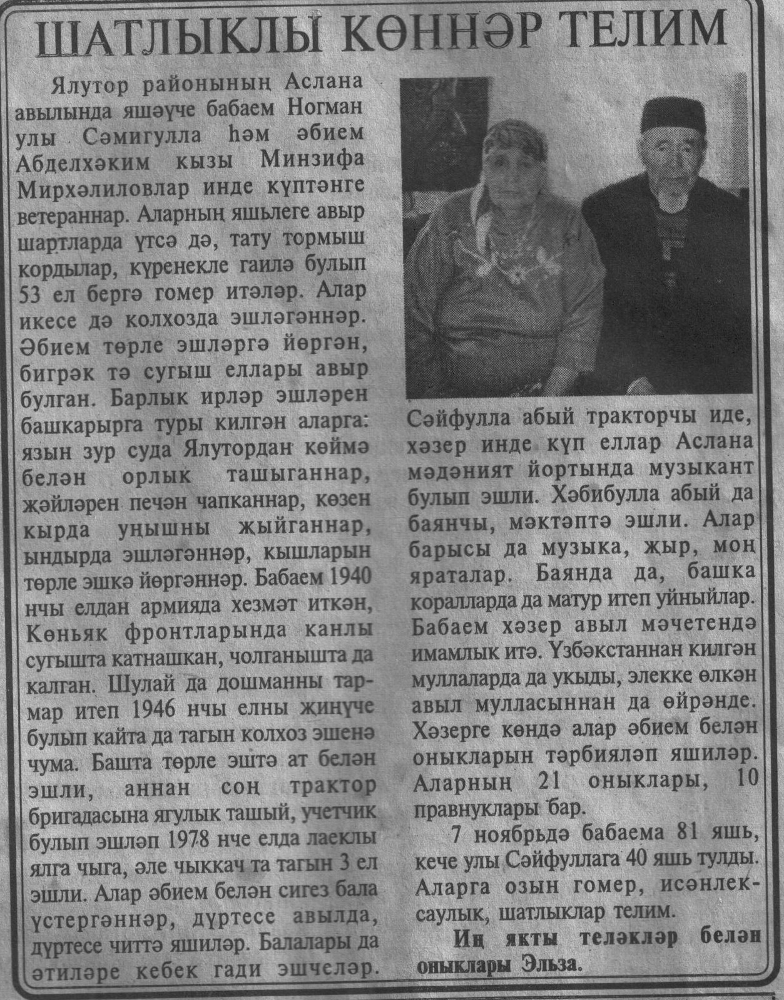 ШАТЛЫКЛЫ КӨННӘР ТЕЛИМ
Ялутор районының Аслана
авылында яшәүче бабаем Ногман
улы Сәмигулла һәм әбием
Абделхәким кызы Минзифа
Мирхәлиловлар инде күптәнге
ветераннар. Аларның яшьлеге авыр
шартларда үтсә дә, тату тормыш
кордылар, күренекле гаилә булып
53 ел бергә гомер итәләр. Алар
икесе дә колхозда эшләгәннәр.
Әбием төрле эшләргә йөргән,
бигрәк тә сугыш еллары авыр
булган. Барлык ирләр эшләрен
башкарырга туры килгән аларга:
язын зур суда Ялутордан көймә
белән орлык ташыганнар,
җәйләрен печән чапканнар, көзен
кырда уңышны җыйганнар,
ындырда эшләгәннәр, кышларын
төрле эшкә йөргәннәр. Бабаем 1940
нчы елдан армияда хезмәт иткән,
Көньяк фронтларында канлы
сугышта катнашкан, чолганышта да
калган. Шулай да дошманны тар-
мар итеп 1946 нчы елны җиңүче
булып кайта да тагын колхоз эшенә
чума. Башта төрле эштә ат белән
эшли, аннан соң трактор
бригадасына ягулык ташый, учетчик
булып эшләп 1978 нче елда лаеклы
ялга чыга, әле чыккач та тагын 3 ел
эшли. Алар әбием белән сигез бала
үстергәннәр, дүртесе авылда,
дүртесе читтә яшиләр. Балалары да
әтиләре кебек гади эшчеләр.
Сәйфулла абый тракторчы иде,
хәзер инде күп еллар Аслана
мәдәният йортында музыкант
булып эшли. Хәбибулла абый да
баянчы, мәктәптә эшли. Алар
барысы да музыка, җыр, моң
яраталар. Баянда да, башка
коралларда да матур итеп уйныйлар.
Бабаем хәзер авыл мәчетендә
имамлык итә. Үзбәкстаннан килгән
муллаларда да укыды, элекке өлкән
авыл мулласыннан да өйрәнде.
Хәзерге көндә алар әбием белән
оныкларын тәрбияләп яшиләр.
Аларның 21 оныклары, 10
правнуклары бар.
7 ноябрьдә бабаема 81 яшь,
кече улы Сәйфуллага 40 яшь тулды.
Аларга озын гомер, исәнлек-
саулык, шатлыклар телим.
Иң якты теләкләр белән
оныклары Эльза.